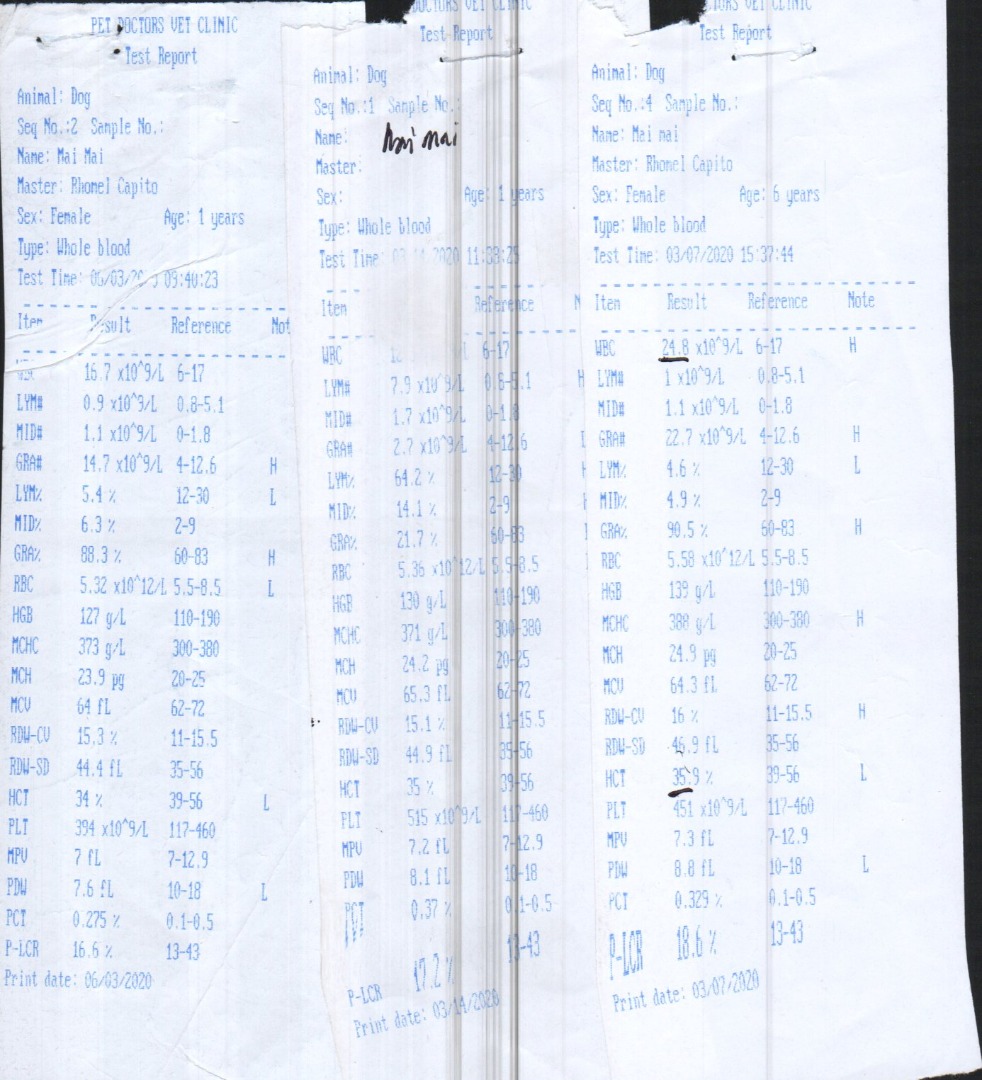 PET DOCTORS VET CLINIC
Test Report
Animal: Dog
Seq No.:2 Sample No.:
Name: Mai Mai
Master: Rhomel Capito
Sex: Female Age: 1 years
Type: Whole blood
Test Time: 09:40:23
Item Result Reference Not
16.7 x10^9/L 6-17
LYM# 0.9 x10^9/L 0.8-5.1
MID# 1.1 x10^9/L 0-1.8
GRA# 14.7 x10^9/L 4-12.6 H
LYM% 5.4 % 12-30 L
MID% 6.3 % 2-9
GRA% 88.3 % 60-83 H
RBC 5.32 x10^12/L 5.5-8.5 L
HGB 127 g/L 110-190
MCHC 373 g/L 300-380
MCH 23.9 pg 20-25
MCV 64 fL 62-72
RDW-CV 15.3 % 11-15.5
RDW-SD 44.4 fL 35-56
HCT 34 % 39-56 L
PLT 394 x10^9/L 117-460
MPV 7 fL 7-12.9
PDW 7.6 fL 10-18 L
PCT 0.275 % 0.1-0.5
P-LCR 16.6 % 13-43
Print date: 06/03/2020
DOCTORS VET CLINIC
Test Report
Animal: Dog
Seq No.:1 Sample No.:
Name: Mai mai
Master:
Sex: Age: 1 years
Type: Whole blood
Test Time: 2020
Item Reference N
WBC 6-17
LYM# 7.9 x10^9/L 0.8-5.1 H
MID# 1.7 x10^9/L 0-1.8
GRA# 2.7 x10^9/L 4-12.6
LYM% 64.2 % 12-30
MID% 14.1 % 2-9
GRA% 21.7 % 60-83
RBC 5.36 x10^12/L 5.5-8.5
HGB 130 g/L 110-190
MCHC 371 g/L 300-380
MCH 24.2 pg 20-25
MCV 65.3 fL 62-72
RDW-CV 15.1 % 11-15.5
RDW-SD 44.9 fL 35-56
HCT 35 % 39-56
PLT 515 x10^9/L 117-460
MPV 7.2 fL 7-12.9
PDW 8.1 fL 10-18
PCT 0.37 % 0.1-0.5
P-LCR 17.2 % 13-43
Print date: 03/14/2020
DOCTORS VET CLINIC
Test Report
Animal: Dog
Seq No.:4 Sample No.:
Name: Mai mai
Master: Rhomel Capito
Sex: Female Age: 6 years
Type: Whole blood
Test Time: 03/07/2020 15:37:44
Item Result Reference Note
WBC x10^9/L 6-17 H
LYM# 1 x10^9/L 0.8-5.1
MID# 1.1 x10^9/L 0-1.8
GRA# 22.7 x10^9/L 4-12.6 H
LYM% 4.6 % 12-30 L
MID% 4.9 % 2-9
GRA% 90.5 % 60-83 H
RBC 5.58 x10^12/L 5.5-8.5
HGB 139 g/L 110-190
MCHC 388 g/L 300-380 H
MCH 24.9 pg 20-25
MCV 64.3 fL 62-72
RDW-CV 16 % 11-15.5 H
RDW-SD 46.9 fL 35-56
HCT 35.9 % 39-56 L
PLT 451 x10^9/L 117-460
MPV 7.3 fL 7-12.9
PDW 8.8 fL 10-18 L
PCT 0.329 % 0.1-0.5
P-LCR 18.6 % 13-43
Print date: 03/07/2020